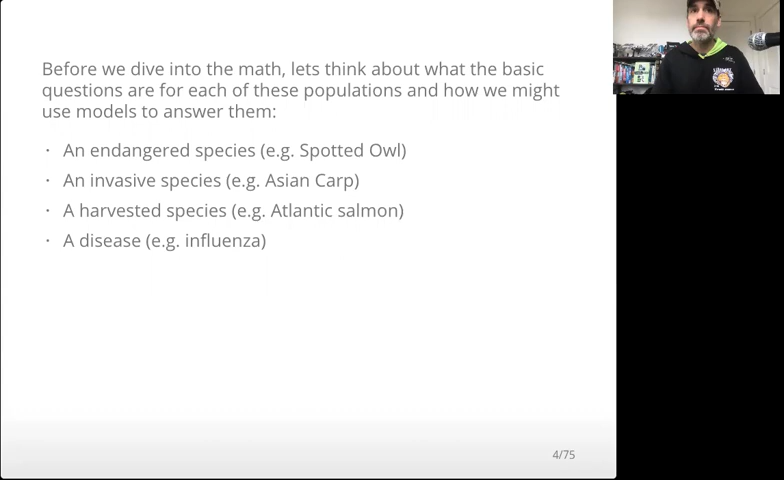 Before we dive into the math, lets think about what the basic
questions are for each of these populations and how we might
use models to answer them:
· An endangered species (e.g. Spotted Owl)
· An invasive species (e.g. Asian Carp)
· A harvested species (e.g. Atlantic salmon)
· A disease (e.g. influenza)
4/75